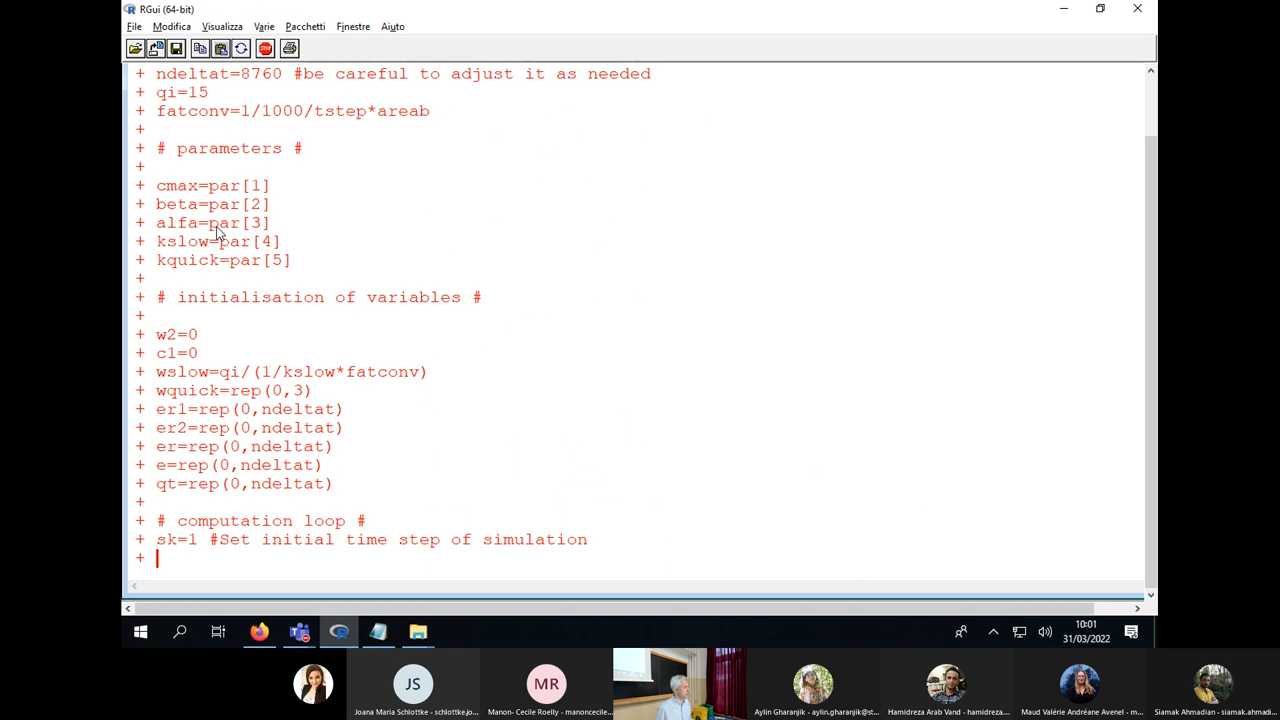 RGui (64-bit)
File Modifica Visualizza Varie Pacchetti Finestre Aiuto
STOP
+ ndeltat=8760 #be careful to adjust it as needed
+ qi=15
+ fatconv=1/1000/tstep*areab
+
+ # parameters #
+
+ cmax=par[1]
+ beta=par[2]
+ alfa=par[3]
+ kslow=par[4]
+ kquick=par[5]
+
+ # initialisation of variables #
+
+ w2=0
+ c1=0
+ wslow=qi/(1/kslow*fatconv)
+ wquick=rep(0,3)
+ er1=rep(0,ndeltat)
+ er2=rep(0,ndeltat)
+ er=rep(0,ndeltat)
+ e=rep(0,ndeltat)
+ qt=rep(0,ndeltat)
+
+ # computation loop #
+ sk=1 #Set initial time step of simulation
+
10:01
31/03/2022
JS
MR
Joana Maria Schlottke - schlottke.jo...
Manon- Cecile Roelly - manoncecile...
Aylin Gharanjik - aylin.gharanjik@st...
Hamidreza Arab Vand - hamidreza...
Maud Valérie Andréane Avenel - m...
Siamak Ahmadian - siamak.ahmad...